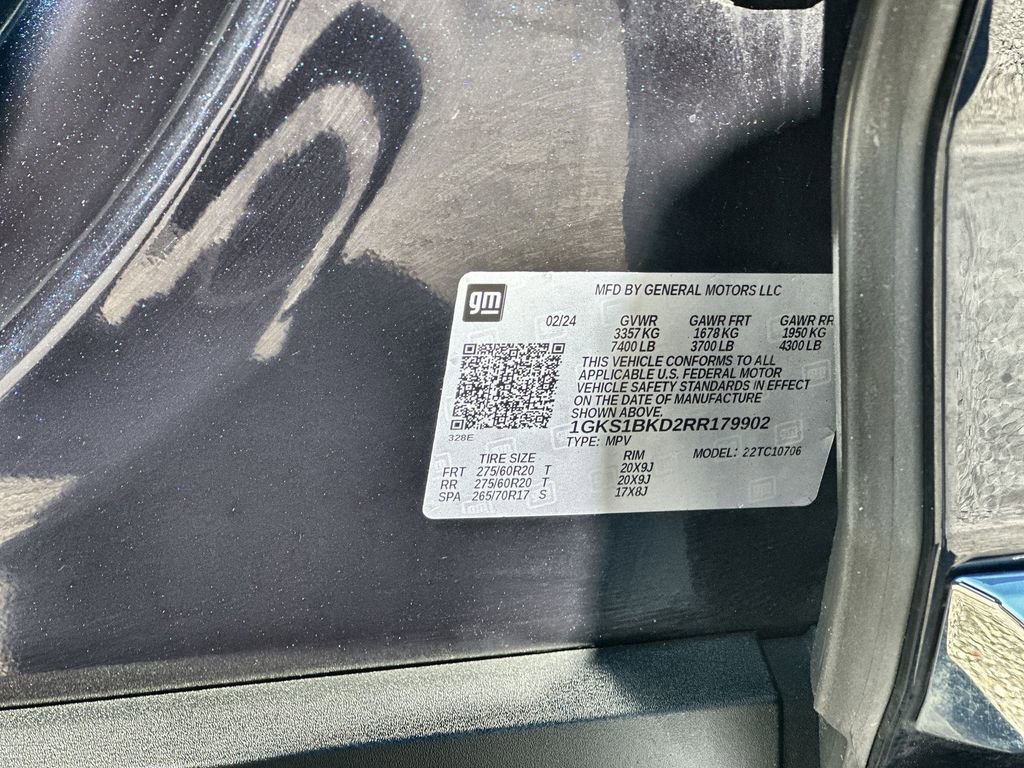 gm
MFD BY GENERAL MOTORS LLC
02/24 GVWR GAWR FRT GAWR RR
3357 KG 1678 KG 1950 KG
7400 LB 3700 LB 4300 LB
THIS VEHICLE CONFORMS TO ALL
APPLICABLE U.S. FEDERAL MOTOR
VEHICLE SAFETY STANDARDS IN EFFECT
ON THE DATE OF MANUFACTURE
SHOWN ABOVE.
1GKS1BKD2RR179902
328E
TYPE: MPV MODEL: 22TC10706
TIRE SIZE RIM
FRT 275/60R20 T 20X9J
RR 275/60R20 T 20X9J
SPA 265/70R17 S 17X8J